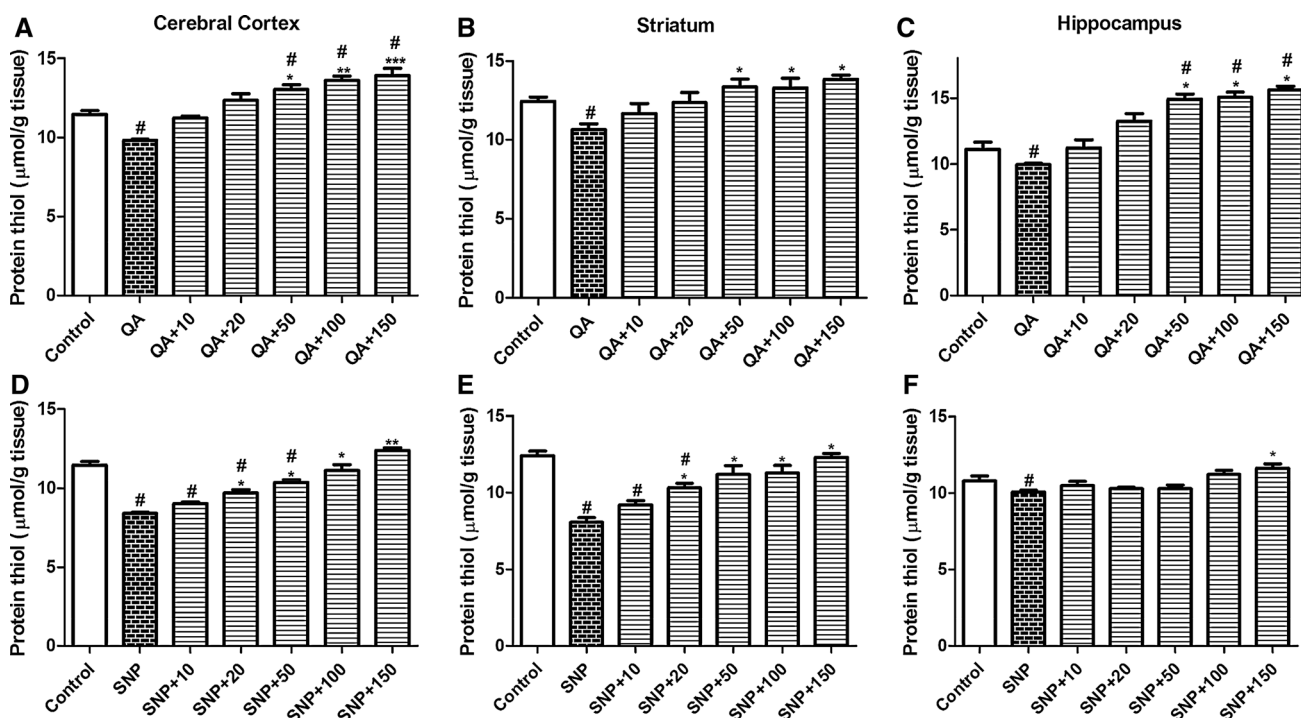 A Cerebral Cortex
B Striatum
C Hippocampus
Protein thiol (μmol/g tissue)
15
10
5
0
# # # #
* ** ***
Control QA QA+10 QA+20 QA+50 QA+100 QA+150
Protein thiol (μmol/g tissue)
15
10
5
0
#
* * *
Control QA QA+10 QA+20 QA+50 QA+100 QA+150
Protein thiol (μmol/g tissue)
15
10
5
0
# # # #
* * *
Control QA QA+10 QA+20 QA+50 QA+100 QA+150
D
Protein thiol (μmol/g tissue)
15
10
5
0
# # # #
* * * **
Control SNP SNP+10 SNP+20 SNP+50 SNP+100 SNP+150
E
Protein thiol (μmol/g tissue)
15
10
5
0
# # #
* * * *
Control SNP SNP+10 SNP+20 SNP+50 SNP+100 SNP+150
F
Protein thiol (μmol/g tissue)
15
10
5
0
#
*
Control SNP SNP+10 SNP+20 SNP+50 SNP+100 SNP+150